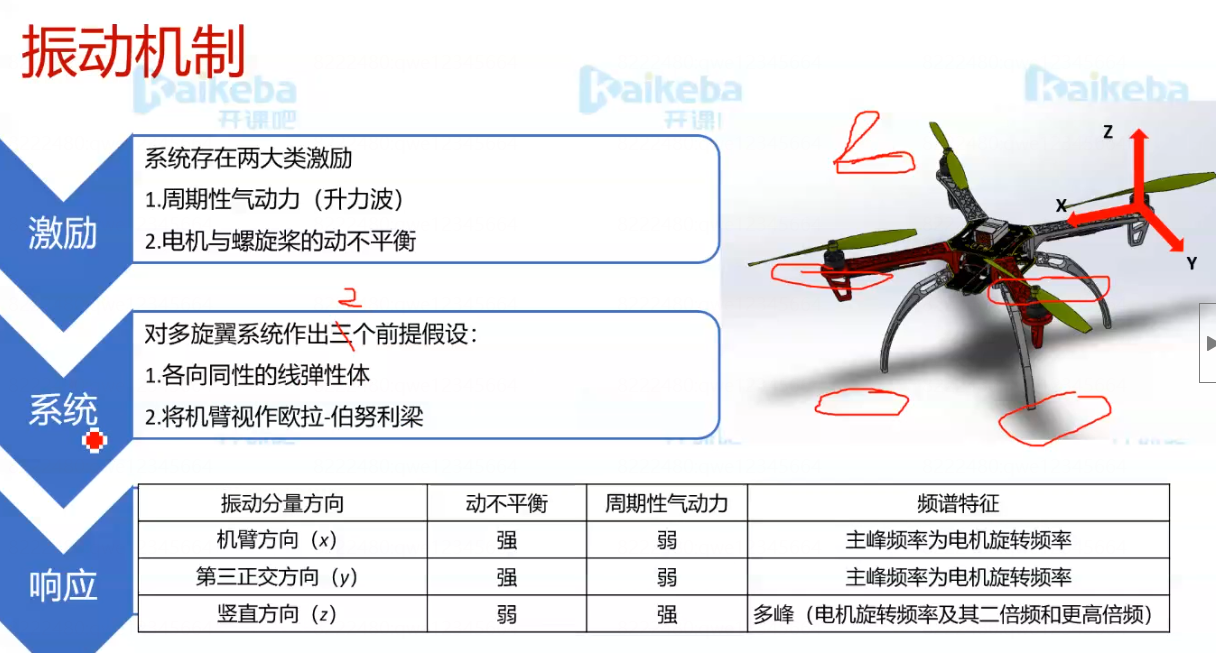 振动机制
Kaikeba
开课吧
Kaikeba
开课吧
Kaikeba
激励
系统存在两大类激励
1.周期性气动力（升力波）
2.电机与螺旋桨的动不平衡
Z
X
Y
2
系统
对多旋翼系统作出三个前提假设：
1.各向同性的线弹性体
2.将机臂视作欧拉-伯努利梁
响应
振动分量方向 动不平衡 周期性气动力 频谱特征
机臂方向（x） 强 弱 主峰频率为电机旋转频率
第三正交方向（y） 强 弱 主峰频率为电机旋转频率
竖直方向（z） 弱 强 多峰（电机旋转频率及其二倍频和更高倍频）